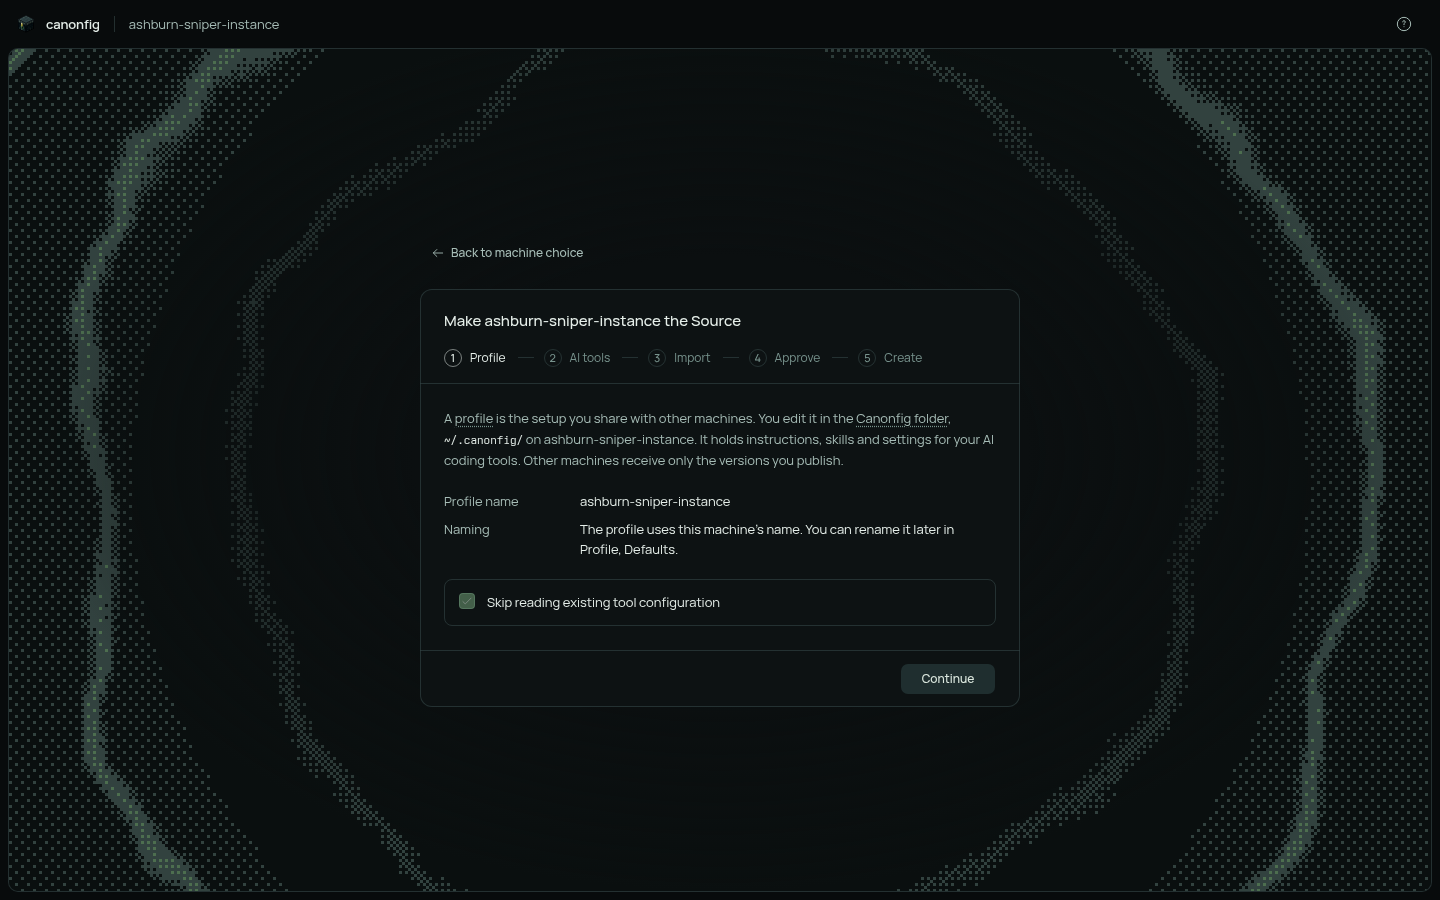 canonfig
ashburn-sniper-instance
?
← Back to machine choice
Make ashburn-sniper-instance the Source
1 Profile
2 AI tools
3 Import
4 Approve
5 Create
A profile is the setup you share with other machines. You edit it in the Canonfig folder,
~/.canonfig/ on ashburn-sniper-instance. It holds instructions, skills and settings for your AI
coding tools. Other machines receive only the versions you publish.
Profile name ashburn-sniper-instance
Naming The profile uses this machine's name. You can rename it later in
Profile, Defaults.
Skip reading existing tool configuration
Continue